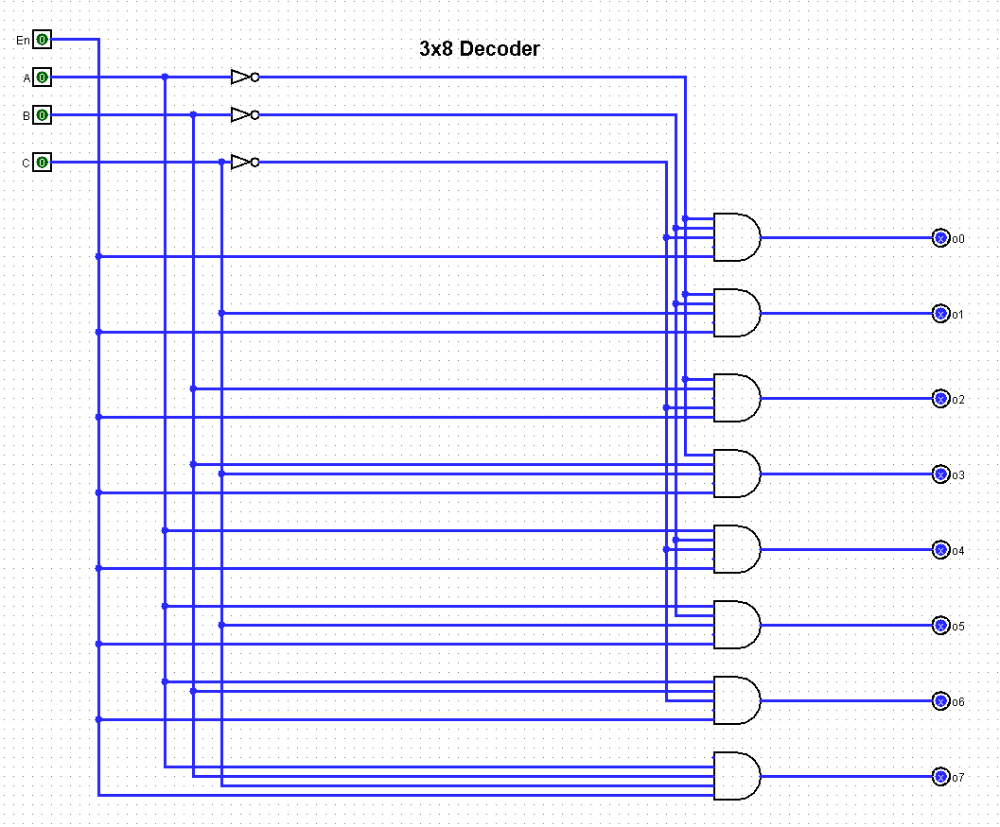 3x8 Decoder
En 0
A 0
B 0
C 0
x o0
x o1
x o2
x o3
x o4
x o5
x o6
x o7